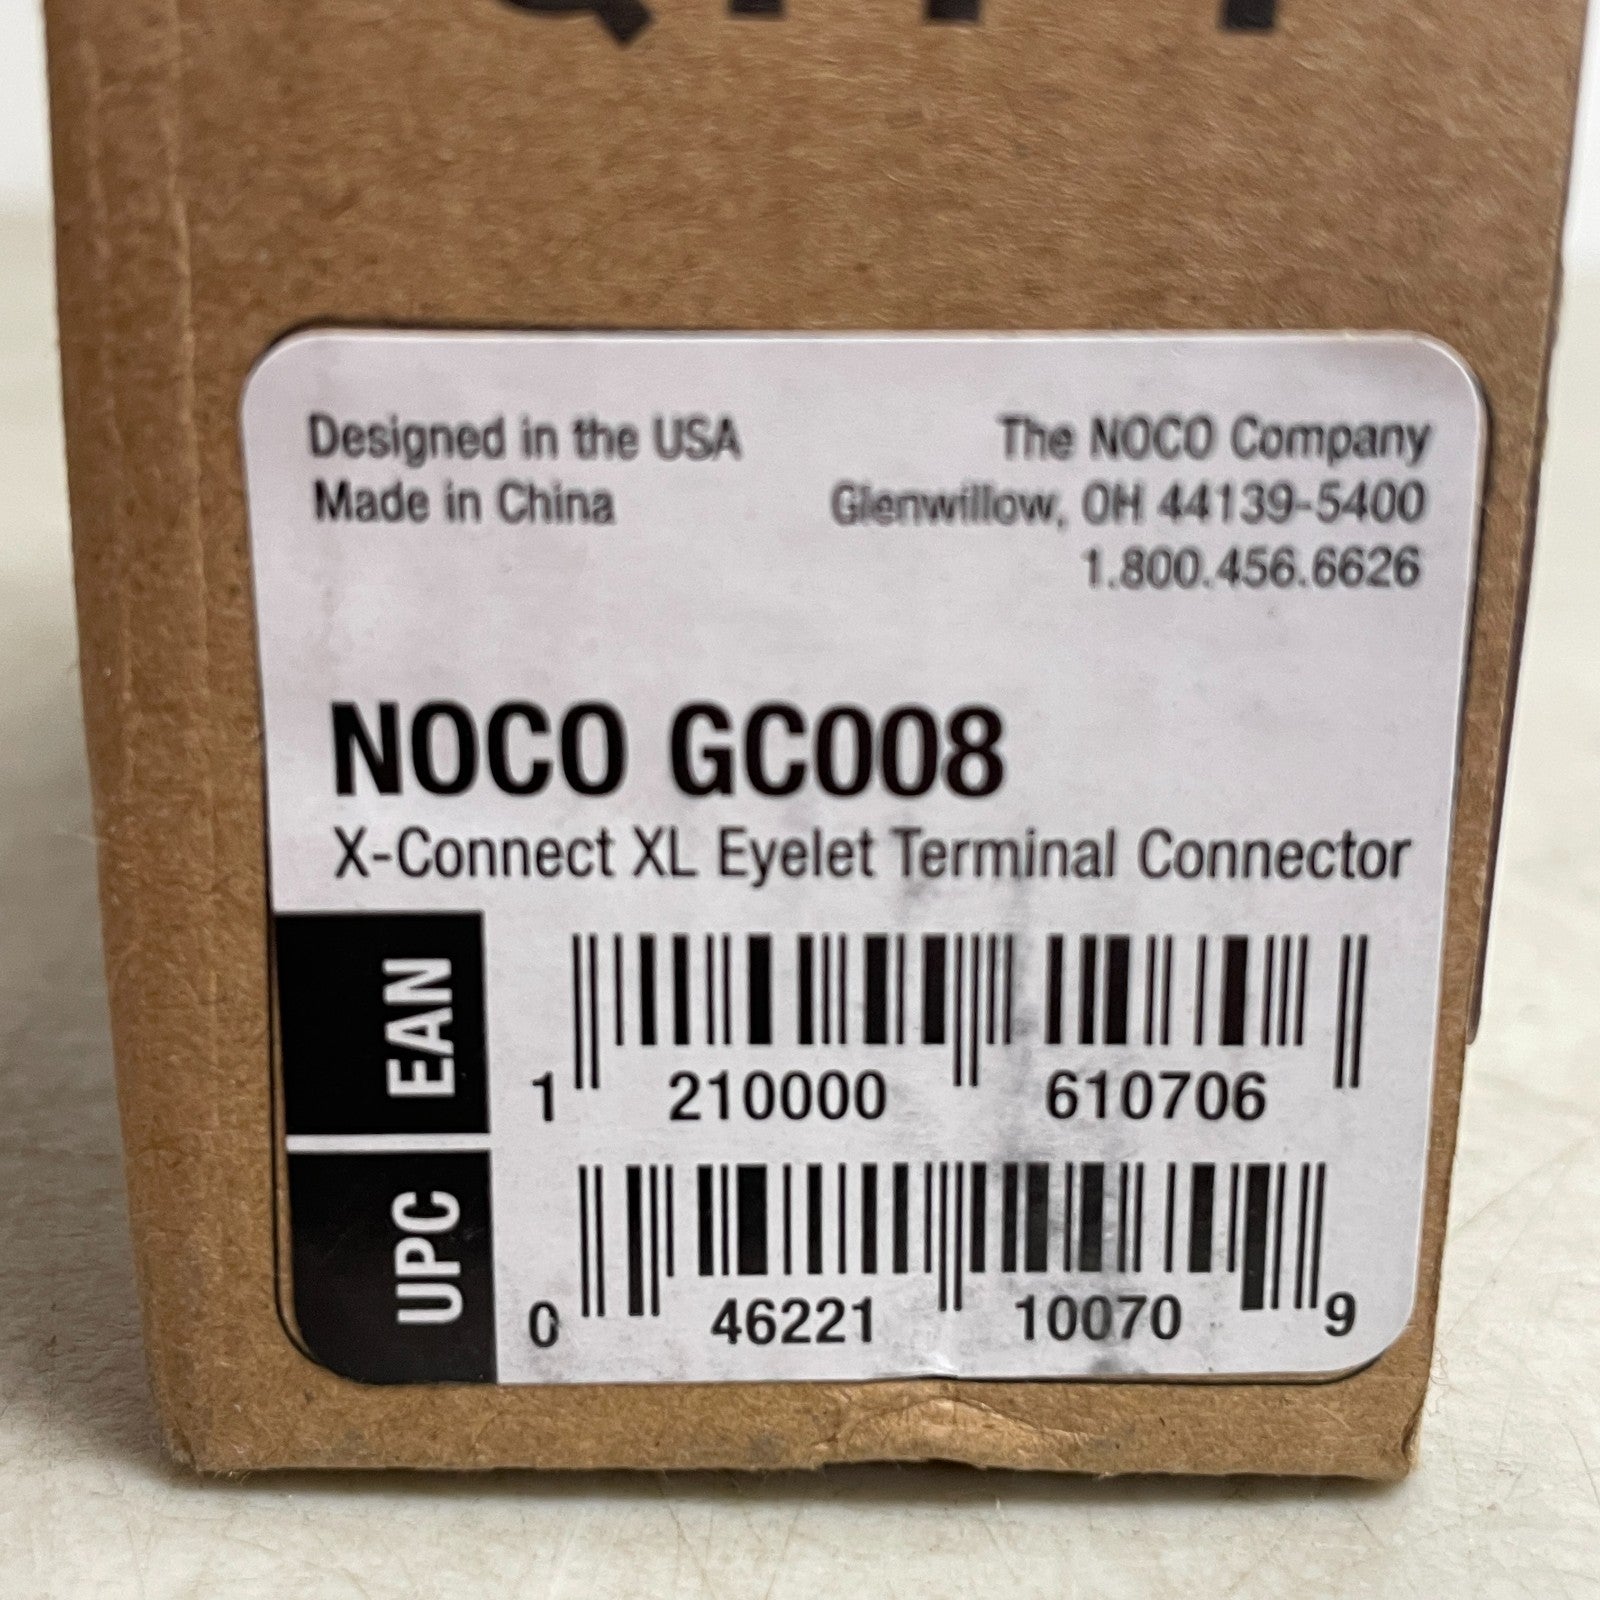 Designed in the USA
Made in China
The NOCO Company
Glenwillow, OH 44139-5400
1.800.456.6626
NOCO GC008
X-Connect XL Eyelet Terminal Connector
EAN
1 210000 610706
UPC
0 46221 10070 9